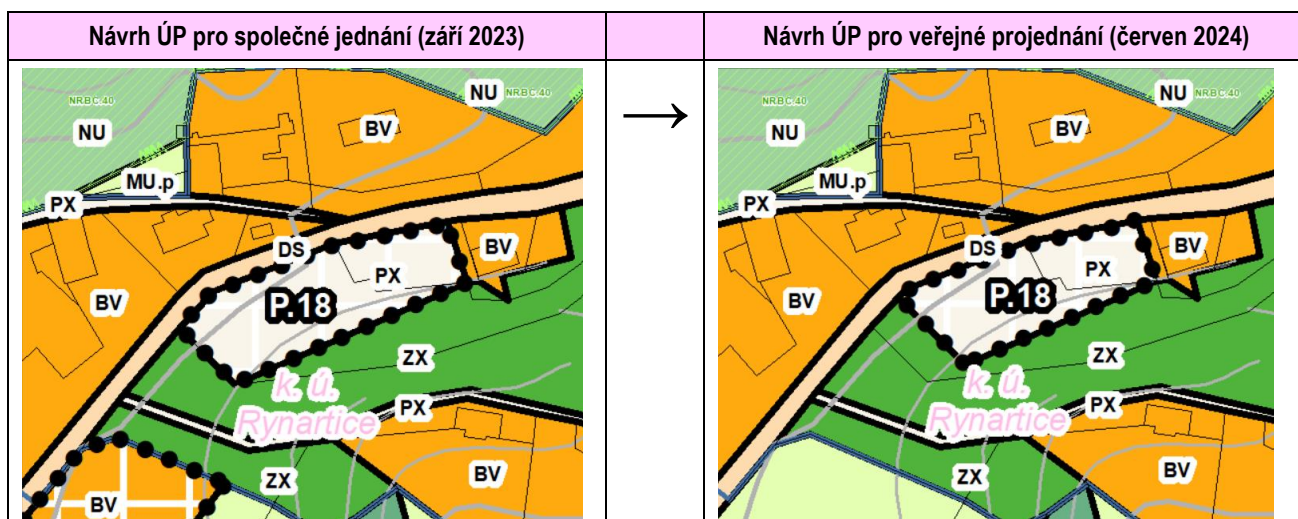 Návrh ÚP pro společné jednání (září 2023)
Návrh ÚP pro veřejné projednání (červen 2024)
→
NRBC.40
NU
NRBC.40
NU
BV
MU.p
PX
DS
BV
PX
P.18
BV
ZX
k. ú.
Rynartice
PX
ZX
BV
BV
NRBC.40
NU
NRBC.40
NU
BV
MU.p
PX
DS
BV
PX
P.18
BV
ZX
k. ú.
Rynartice
PX
BV
ZX